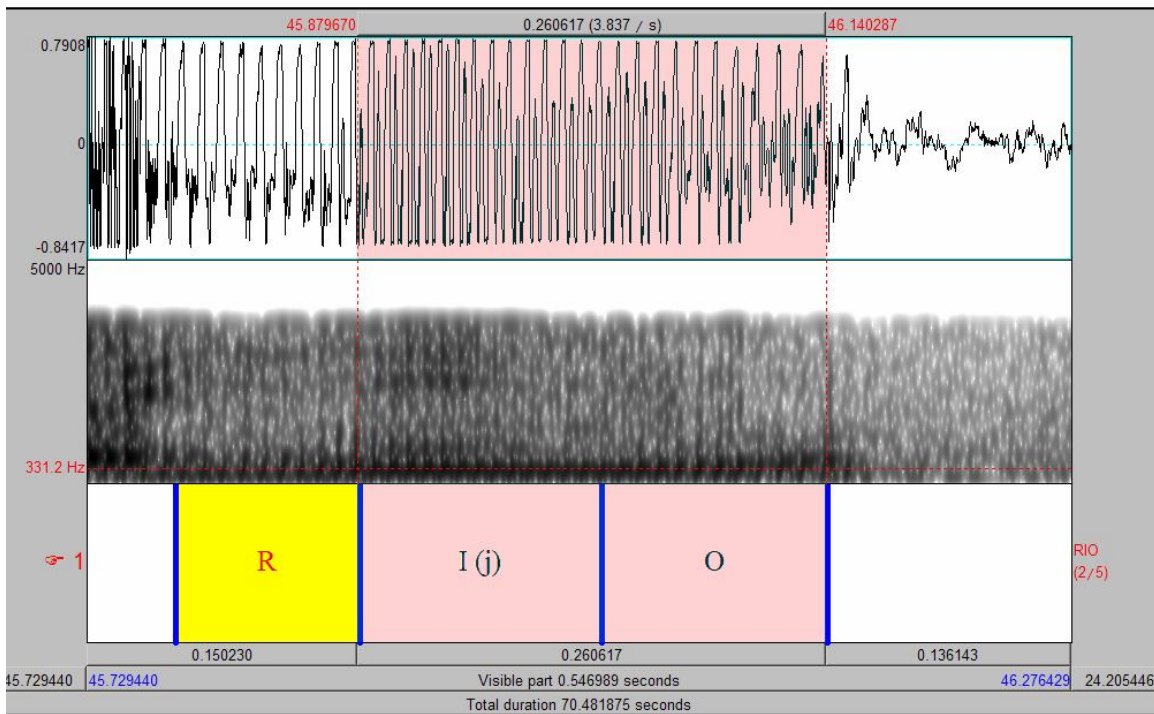 45.879670 0.260617 (3.837 / s) 46.140287
0.7908
0
-0.8417
5000 Hz
331.2 Hz
☞ 1 R I (j) O RIO
(2/5)
0.150230 0.260617 0.136143
45.729440 45.729440 Visible part 0.546989 seconds 46.276429 24.205446
Total duration 70.481875 seconds